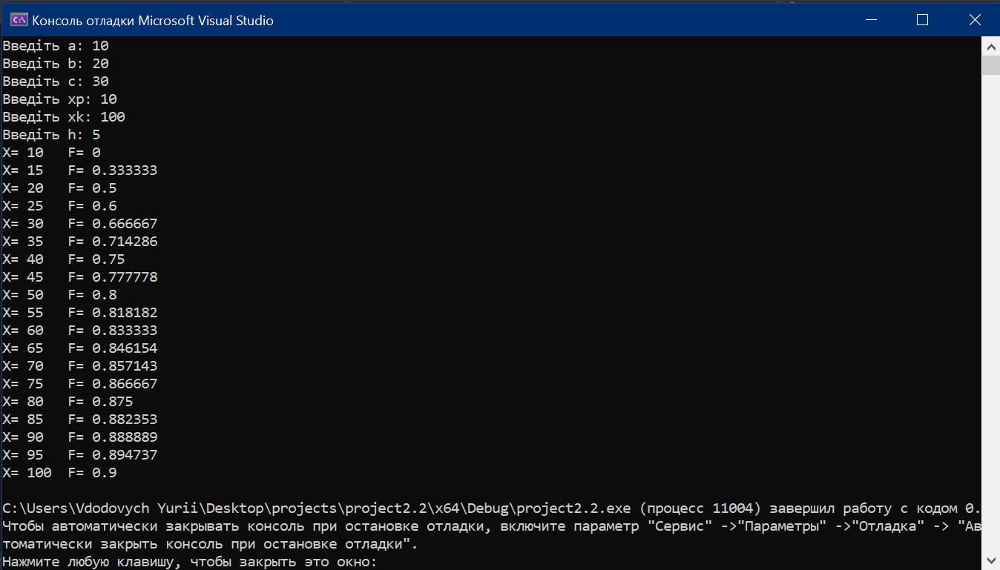 Консоль отладки Microsoft Visual Studio
Введіть a: 10
Введіть b: 20
Введіть c: 30
Введіть xp: 10
Введіть xk: 100
Введіть h: 5
X= 10   F= 0
X= 15   F= 0.333333
X= 20   F= 0.5
X= 25   F= 0.6
X= 30   F= 0.666667
X= 35   F= 0.714286
X= 40   F= 0.75
X= 45   F= 0.777778
X= 50   F= 0.8
X= 55   F= 0.818182
X= 60   F= 0.833333
X= 65   F= 0.846154
X= 70   F= 0.857143
X= 75   F= 0.866667
X= 80   F= 0.875
X= 85   F= 0.882353
X= 90   F= 0.888889
X= 95   F= 0.894737
X= 100  F= 0.9
C:\Users\Vdodovych Yurii\Desktop\projects\project2.2\x64\Debug\project2.2.exe (процесс 11004) завершил работу с кодом 0.
Чтобы автоматически закрывать консоль при остановке отладки, включите параметр "Сервис" ->"Параметры" ->"Отладка" -> "Ав
томатически закрыть консоль при остановке отладки".
Нажмите любую клавишу, чтобы закрыть это окно: